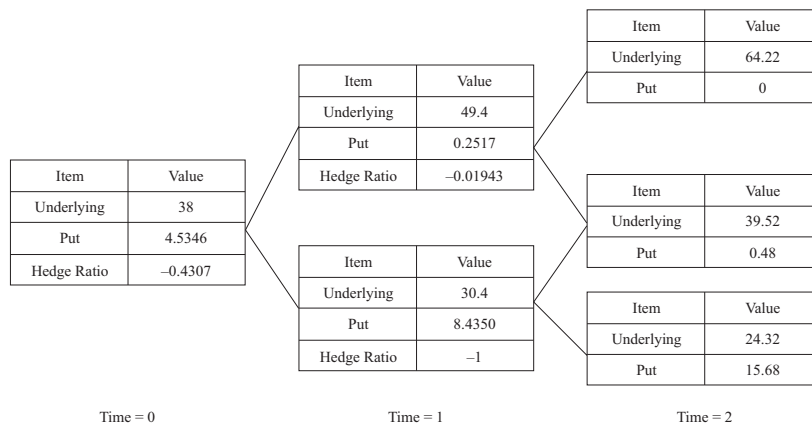 Item Value
Underlying 38
Put 4.5346
Hedge Ratio –0.4307
Item Value
Underlying 49.4
Put 0.2517
Hedge Ratio –0.01943
Item Value
Underlying 30.4
Put 8.4350
Hedge Ratio –1
Item Value
Underlying 64.22
Put 0
Item Value
Underlying 39.52
Put 0.48
Item Value
Underlying 24.32
Put 15.68
Time = 0 Time = 1 Time = 2